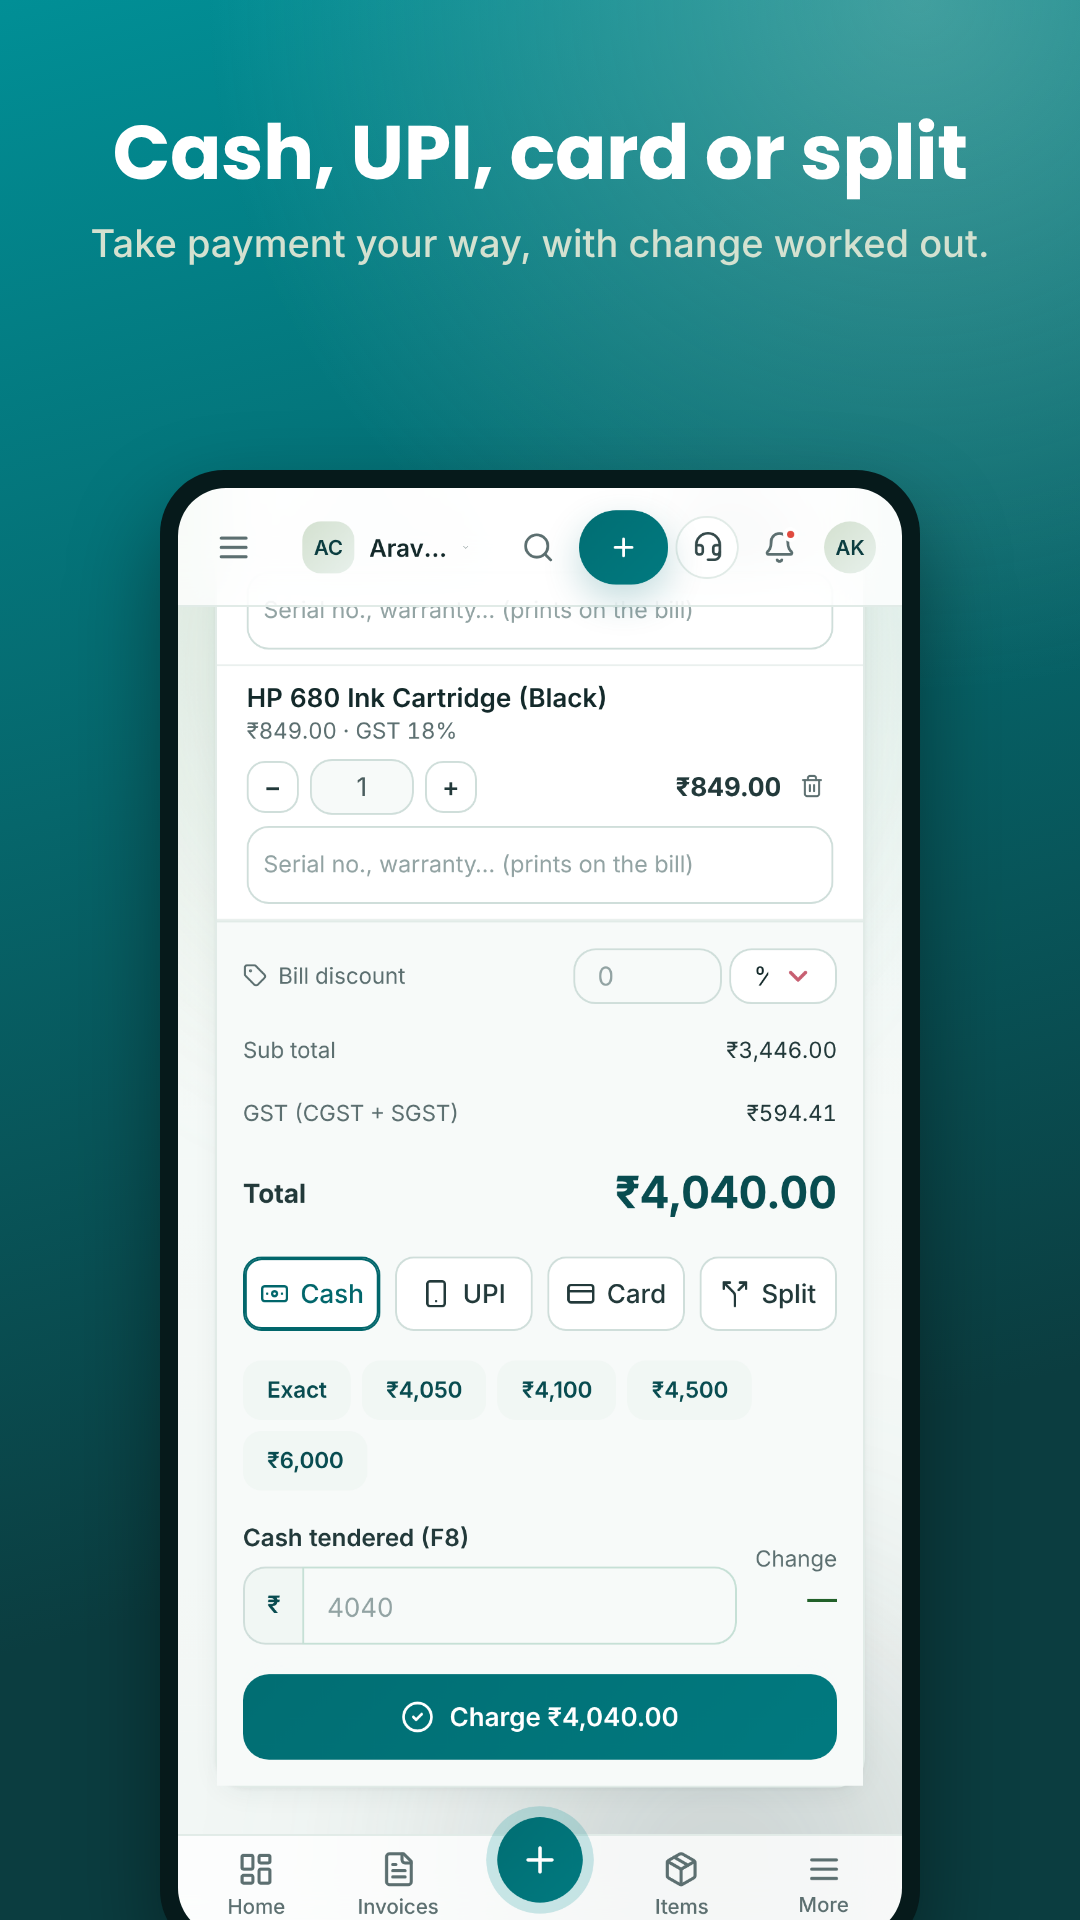 Cash, UPI, card or split
Take payment your way, with change worked out.
AC Arav... AK
Serial no., warranty... (prints on the bill)
HP 680 Ink Cartridge (Black)
₹849.00 · GST 18%
− 1 + ₹849.00
Serial no., warranty... (prints on the bill)
Bill discount 0 %
Sub total ₹3,446.00
GST (CGST + SGST) ₹594.41
Total ₹4,040.00
Cash UPI Card Split
Exact ₹4,050 ₹4,100 ₹4,500
₹6,000
Cash tendered (F8)
Change
₹ 4040 —
Charge ₹4,040.00
Home Invoices Items More